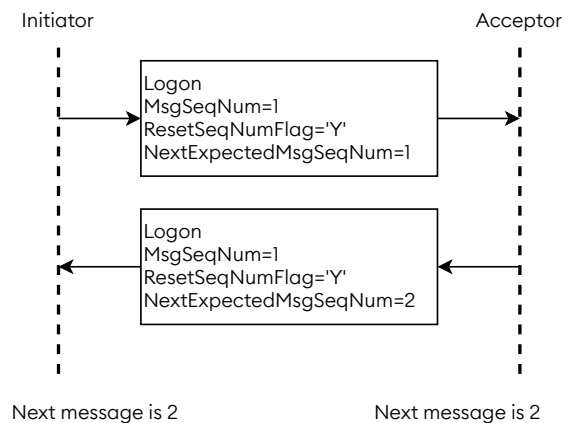 Initiator
Acceptor
Logon
MsgSeqNum=1
ResetSeqNumFlag='Y'
NextExpectedMsgSeqNum=1
Logon
MsgSeqNum=1
ResetSeqNumFlag='Y'
NextExpectedMsgSeqNum=2
Next message is 2
Next message is 2